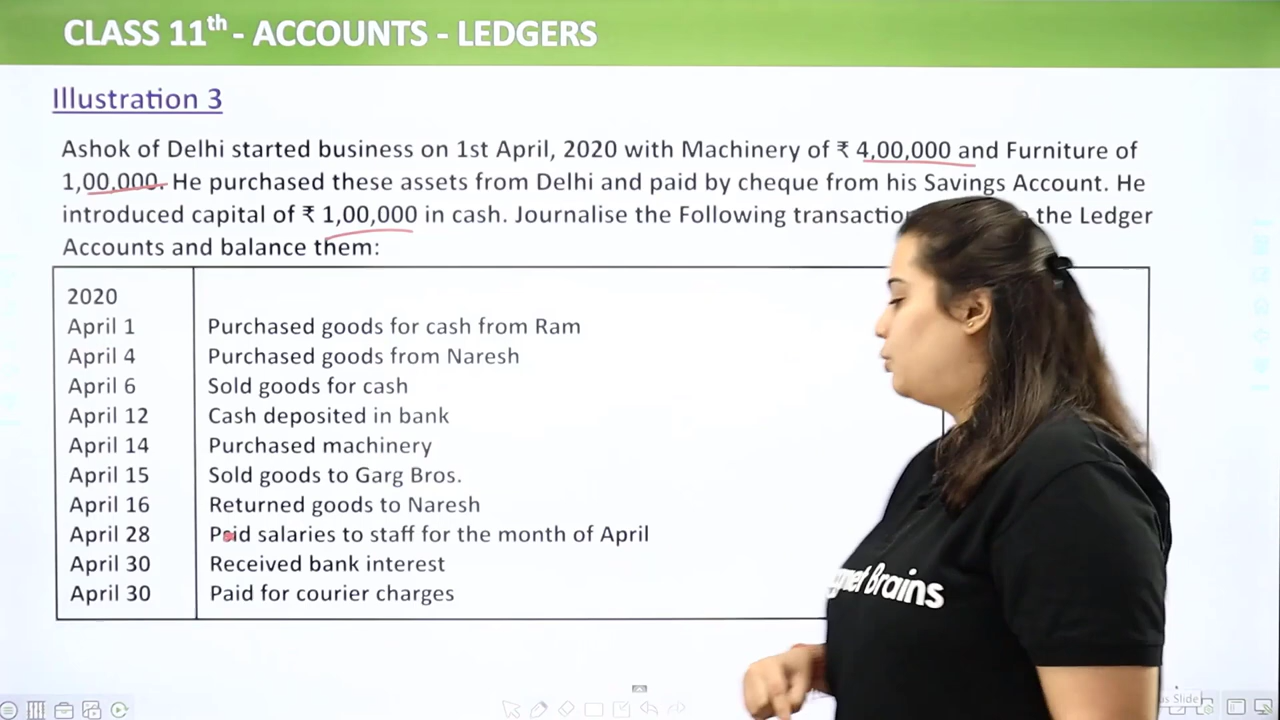 CLASS 11th - ACCOUNTS - LEDGERS
Illustration 3
Ashok of Delhi started business on 1st April, 2020 with Machinery of ₹ 4,00,000 and Furniture of
1,00,000. He purchased these assets from Delhi and paid by cheque from his Savings Account. He
introduced capital of ₹ 1,00,000 in cash. Journalise the Following the Ledger
Accounts and balance them:
2020
April 1 Purchased goods for cash from Ram
April 4 Purchased goods from Naresh
April 6 Sold goods for cash
April 12 Cash deposited in bank
April 14 Purchased machinery
April 15 Sold goods to Garg Bros.
April 16 Returned goods to Naresh
April 28 Paid salaries to staff for the month of April
April 30 Received bank interest
April 30 Paid for courier charges
Brains